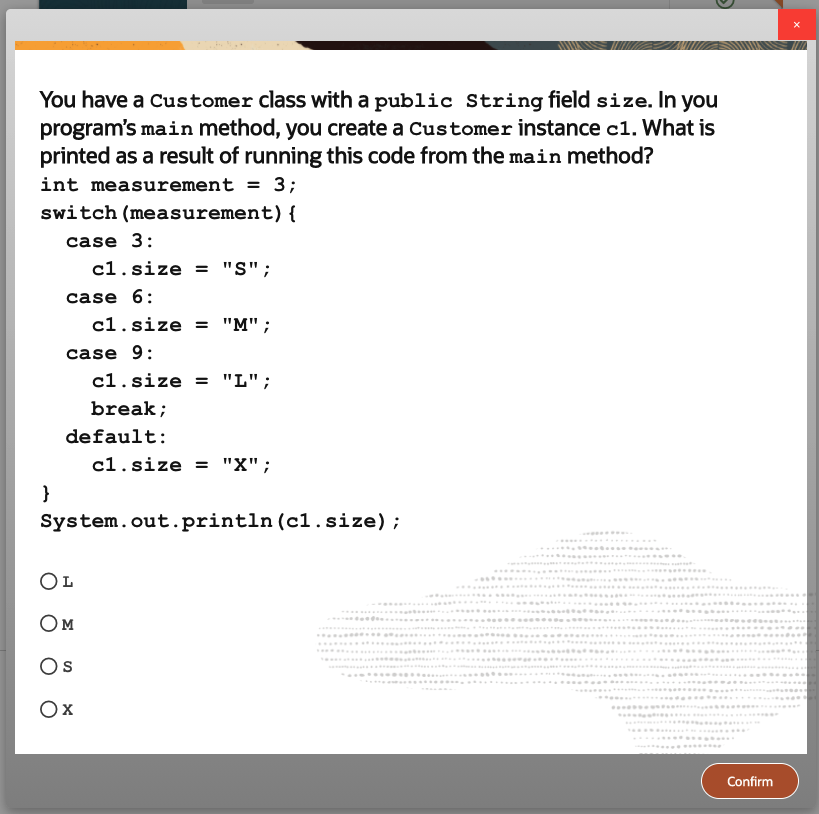 ×
You have a Customer class with a public String field size. In you
program's main method, you create a Customer instance c1. What is
printed as a result of running this code from the main method?
int measurement = 3;
switch(measurement){
  case 3:
    c1.size = "S";
  case 6:
    c1.size = "M";
  case 9:
    c1.size = "L";
    break;
  default:
    c1.size = "X";
}
System.out.println(c1.size);
L
M
S
X
Confirm